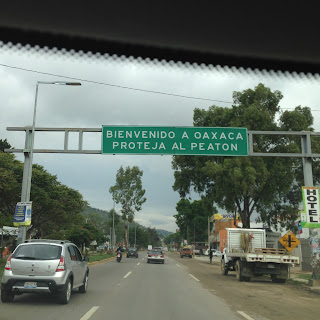 BIENVENIDO A OAXACA
PROTEJA AL PEATON
HOTEL